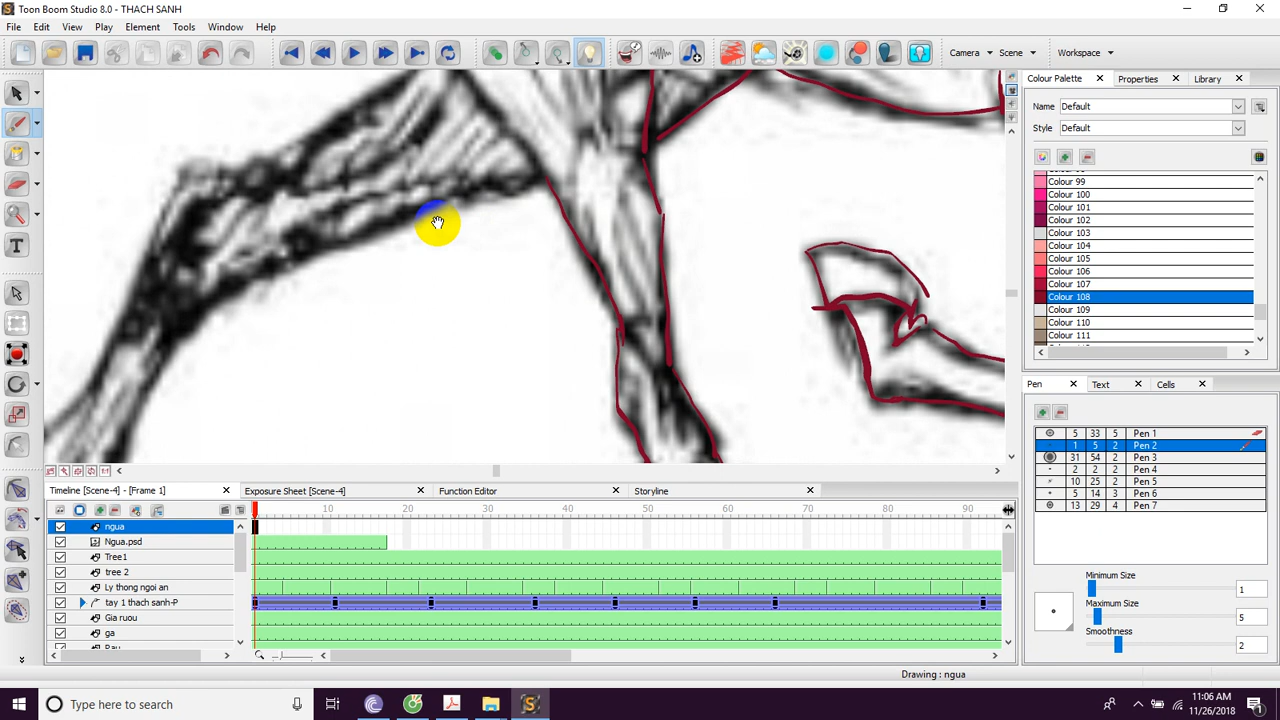 Toon Boom Studio 8.0 - THACH SANH
File Edit View Play Element Tools Window Help
Camera Scene Workspace
Colour Palette Properties Library
Name Default
Style Default
Colour 99
Colour 100
Colour 101
Colour 102
Colour 103
Colour 104
Colour 105
Colour 106
Colour 107
Colour 108
Colour 109
Colour 110
Colour 111
Pen Text Cells
5 33 5 Pen 1
1 5 2 Pen 2
31 54 2 Pen 3
2 2 2 Pen 4
10 25 2 Pen 5
5 14 3 Pen 6
13 29 4 Pen 7
Minimum Size
1
Maximum Size
5
Smoothness
2
Timeline [Scene-4] - [Frame 1] Exposure Sheet [Scene-4] Function Editor Storyline
10 20 30 40 50 60 70 80 90
ngua
Ngua.psd
Tree1
tree 2
Ly thong ngoi an
tay 1 thach sanh-P
Gia ruou
ga
Drawing : ngua
Type here to search
11:06 AM
11/26/2018